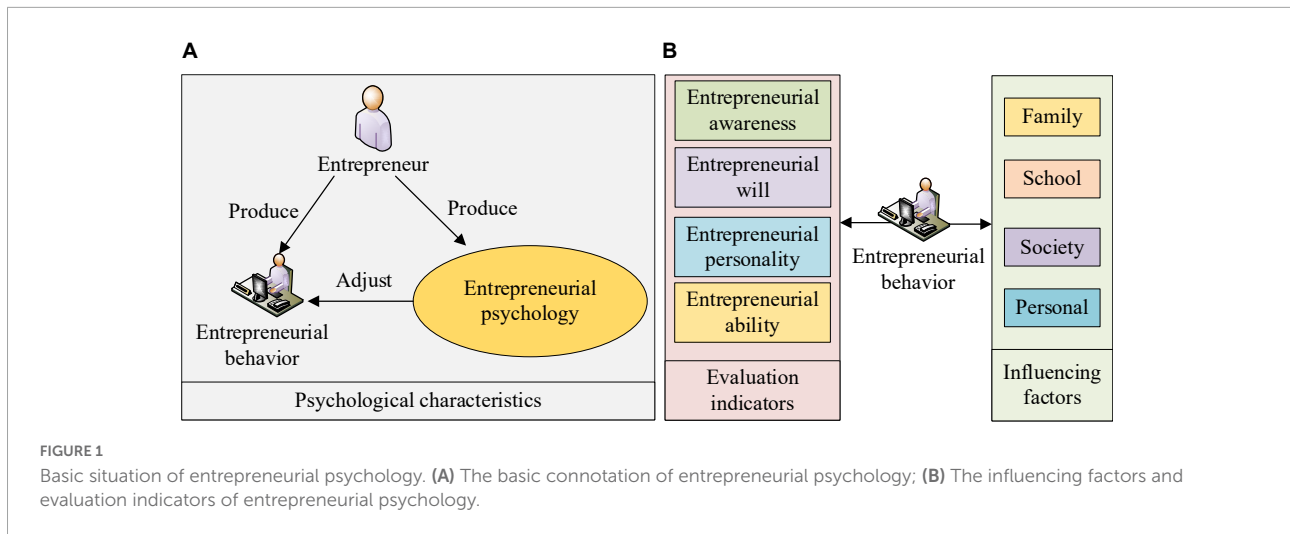 A
Entrepreneur
Produce
Produce
Adjust
Entrepreneurial
psychology
Entrepreneurial
behavior
Psychological characteristics
B
Entrepreneurial
awareness
Entrepreneurial
will
Entrepreneurial
personality
Entrepreneurial
ability
Evaluation
indicators
Entrepreneurial
behavior
Family
School
Society
Personal
Influencing
factors
FIGURE 1
Basic situation of entrepreneurial psychology. (A) The basic connotation of entrepreneurial psychology; (B) The influencing factors and
evaluation indicators of entrepreneurial psychology.